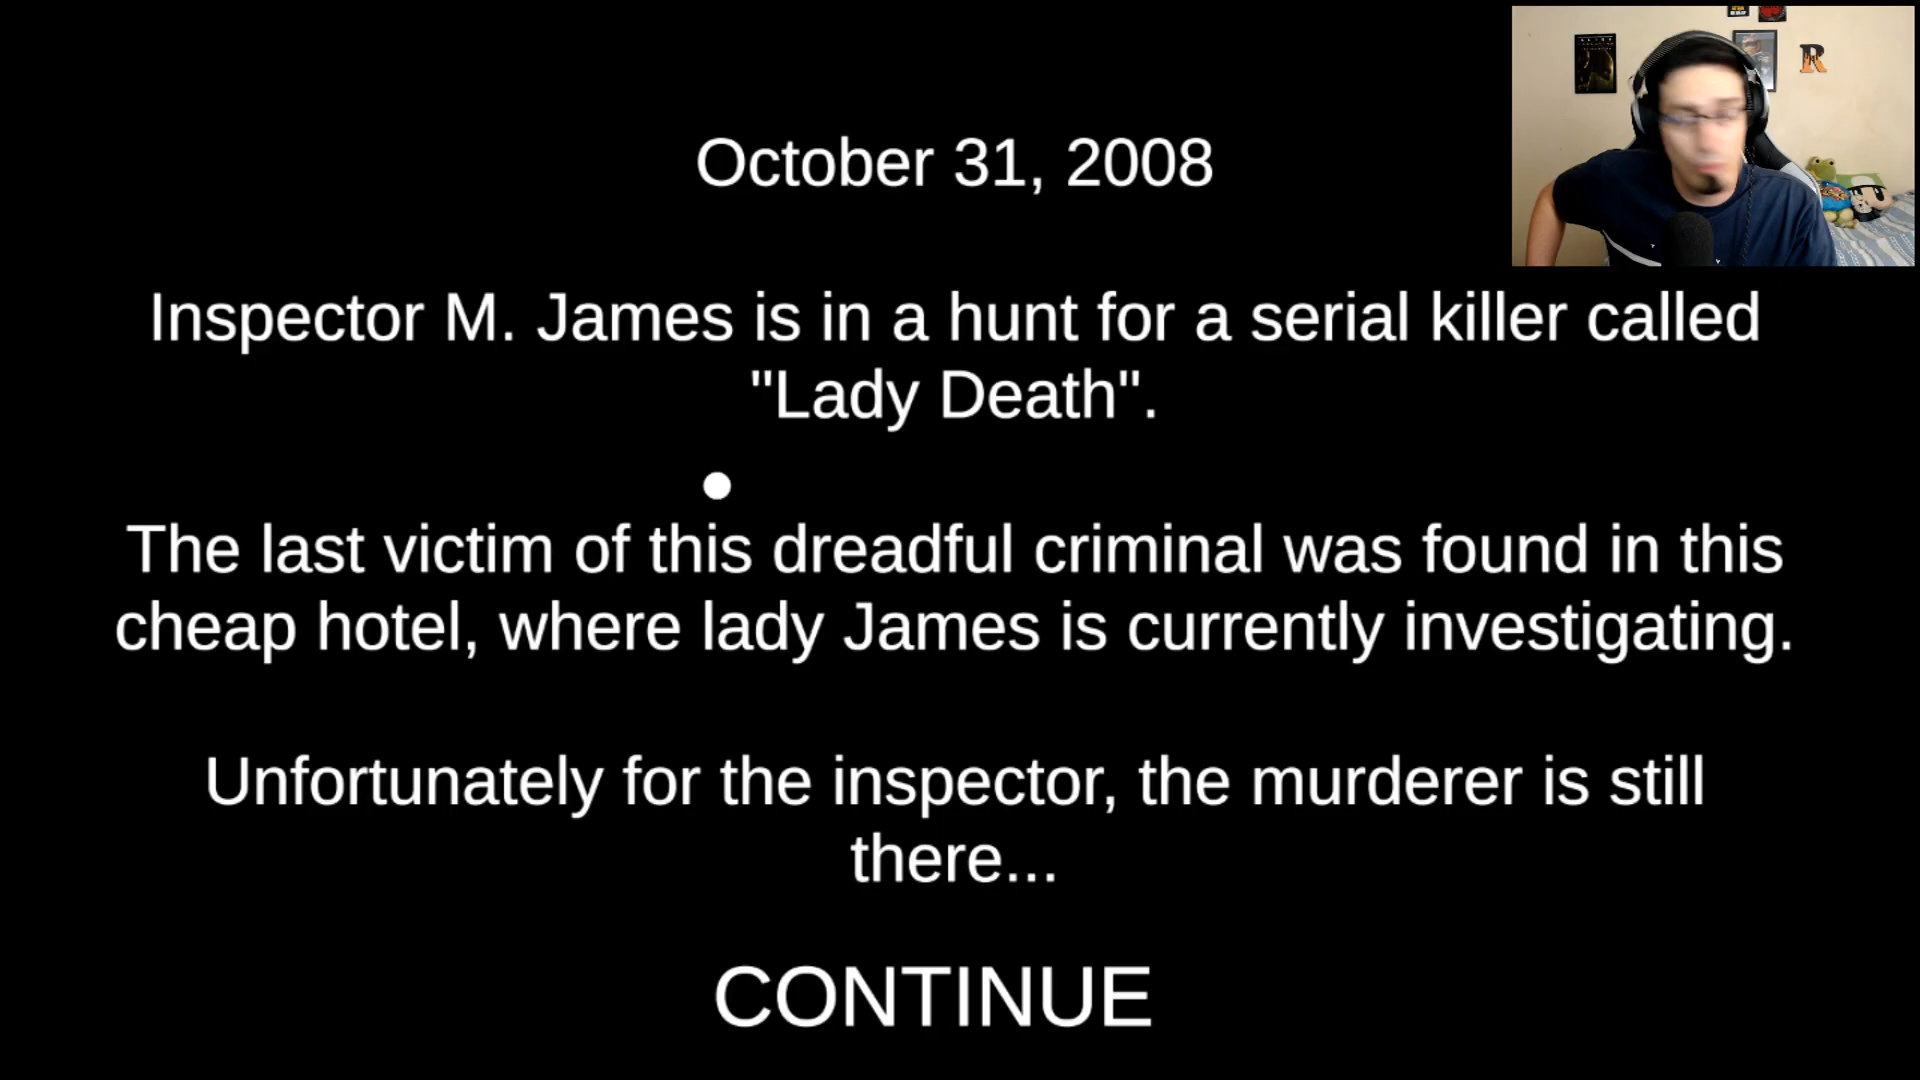 October 31, 2008
Inspector M. James is in a hunt for a serial killer called
"Lady Death".
The last victim of this dreadful criminal was found in this
cheap hotel, where lady James is currently investigating.
Unfortunately for the inspector, the murderer is still
there...
CONTINUE
R